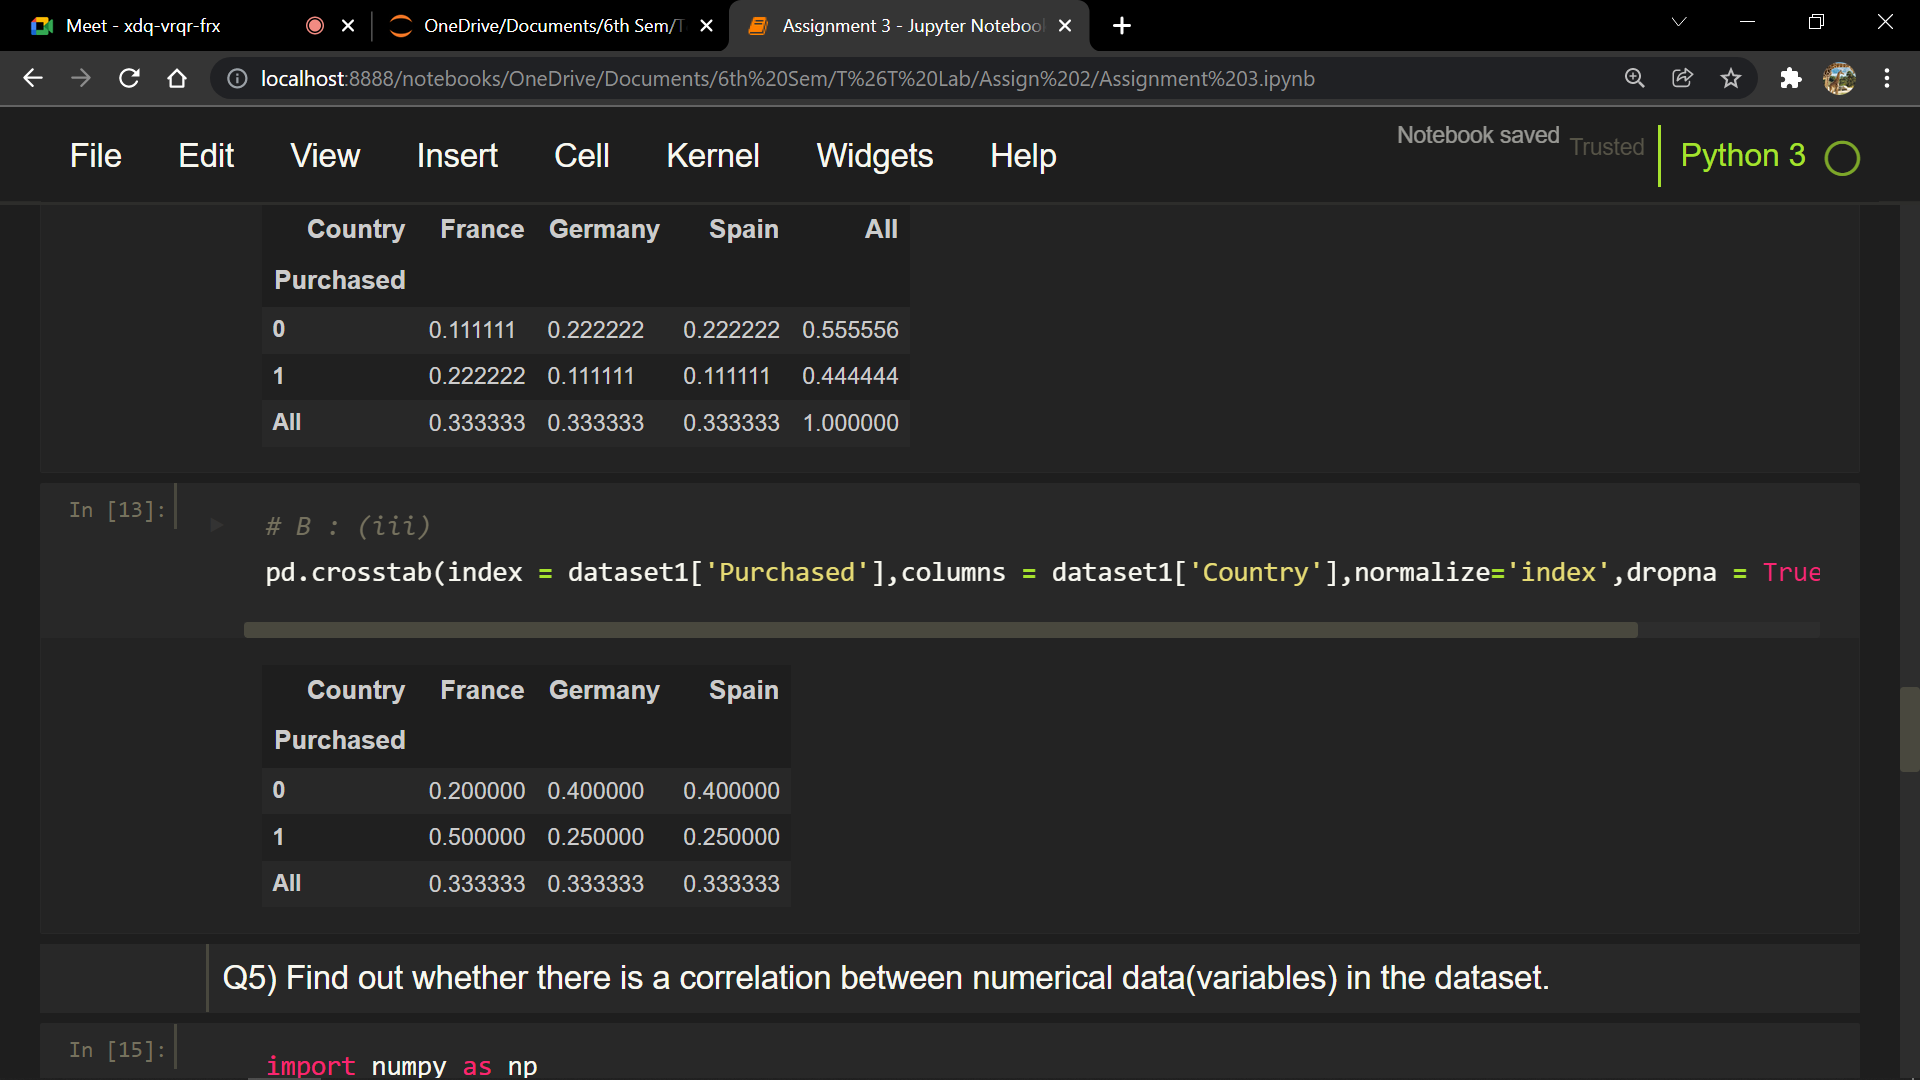 Meet - xdq-vrqr-frx
OneDrive/Documents/6th Sem/T
Assignment 3 - Jupyter Notebook
localhost:8888/notebooks/OneDrive/Documents/6th%20Sem/T%26T%20Lab/Assign%202/Assignment%203.ipynb
File Edit View Insert Cell Kernel Widgets Help Notebook saved Trusted Python 3
Country France Germany Spain All
Purchased
0 0.111111 0.222222 0.222222 0.555556
1 0.222222 0.111111 0.111111 0.444444
All 0.333333 0.333333 0.333333 1.000000
In [13]:
# B : (iii)
pd.crosstab(index = dataset1['Purchased'],columns = dataset1['Country'],normalize='index',dropna = True
Country France Germany Spain
Purchased
0 0.200000 0.400000 0.400000
1 0.500000 0.250000 0.250000
All 0.333333 0.333333 0.333333
Q5) Find out whether there is a correlation between numerical data(variables) in the dataset.
In [15]:
import numpy as np